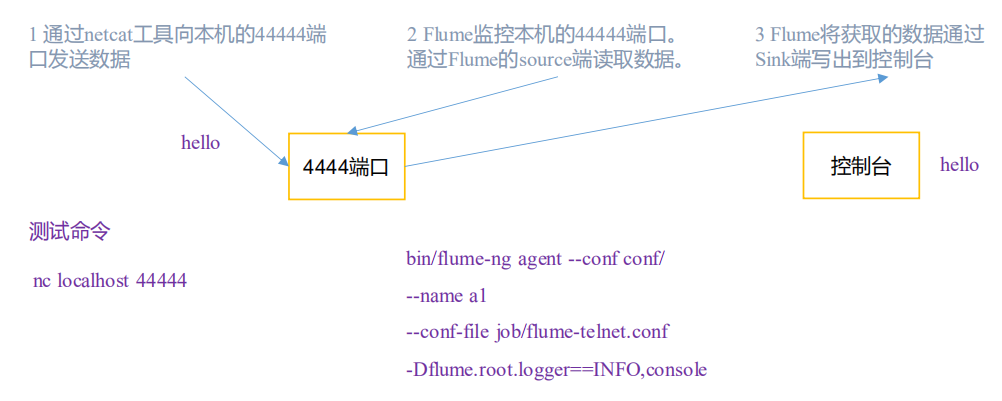 1 通过netcat工具向本机的44444端
口发送数据
2 Flume监控本机的44444端口。
通过Flume的source端读取数据。
3 Flume将获取的数据通过
Sink端写出到控制台
hello
4444端口
控制台
hello
测试命令
nc localhost 44444
bin/flume-ng agent --conf conf/
--name a1
--conf-file job/flume-telnet.conf
-Dflume.root.logger==INFO,console